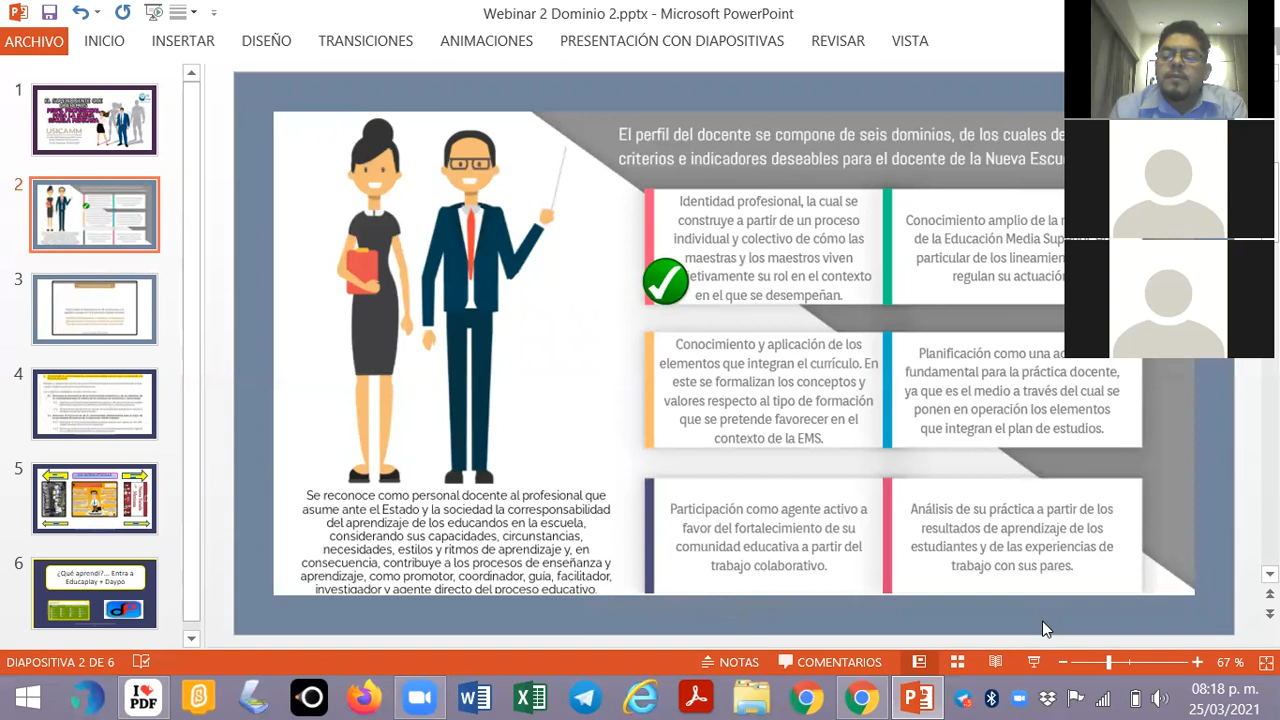 Webinar 2 Dominio 2.pptx - Microsoft PowerPoint
ARCHIVO INICIO INSERTAR DISEÑO TRANSICIONES ANIMACIONES PRESENTACIÓN CON DIAPOSITIVAS REVISAR VISTA
1
2
3
4
5
6
¿Qué aprendí?... Entra a
Educaplay + Daypo
El perfil del docente se compone de seis dominios, de los cuales de
criterios e indicadores deseables para el docente de la Nueva Escu
Identidad profesional, la cual se
construye a partir de un proceso
individual y colectivo de cómo las
maestras y los maestros viven
etivamente su rol en el contexto
en el que se desempeñan.
Conocimiento amplio de la
de la Educación Media Sup
particular de los lineamien
regulan su actuación
Conocimiento y aplicación de los
elementos que integran el currículo. En
este se formalizan los conceptos y
valores respecto al tipo de formación
que se pretende favorecer en el
contexto de la EMS.
Planificación como una ac
fundamental para la práctica docente,
ya que es el medio a través del cual se
ponen en operación los elementos
que integran el plan de estudios.
Participación como agente activo a
favor del fortalecimiento de su
comunidad educativa a partir del
trabajo colaborativo.
Análisis de su práctica a partir de los
resultados de aprendizaje de los
estudiantes y de las experiencias de
trabajo con sus pares.
Se reconoce como personal docente al profesional que
asume ante el Estado y la sociedad la corresponsabilidad
del aprendizaje de los educandos en la escuela,
considerando sus capacidades, circunstancias,
necesidades, estilos y ritmos de aprendizaje y, en
consecuencia, contribuye a los procesos de enseñanza y
aprendizaje, como promotor, coordinador, guía, facilitador,
investigador y agente directo del proceso educativo.
DIAPOSITIVA 2 DE 6 NOTAS COMENTARIOS 67 %
I PDF
08:18 p. m.
25/03/2021